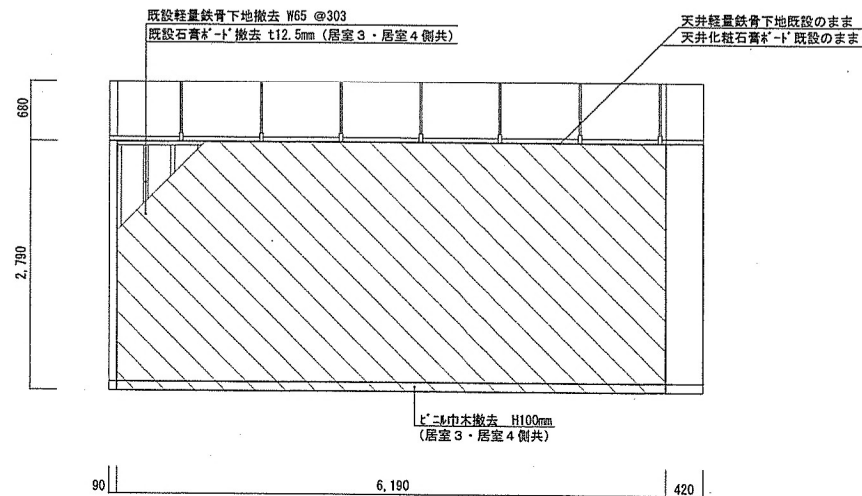 既設軽量鉄骨下地撤去 W65 @303
既設石膏ﾎﾞｰﾄﾞ撤去 t12.5mm (居室3・居室4側共)
天井軽量鉄骨下地既設のまま
天井化粧石膏ﾎﾞｰﾄﾞ既設のまま
680
2,790
ﾋﾞﾆﾙ巾木撤去 H100mm
(居室3・居室4側共)
90
6,190
420